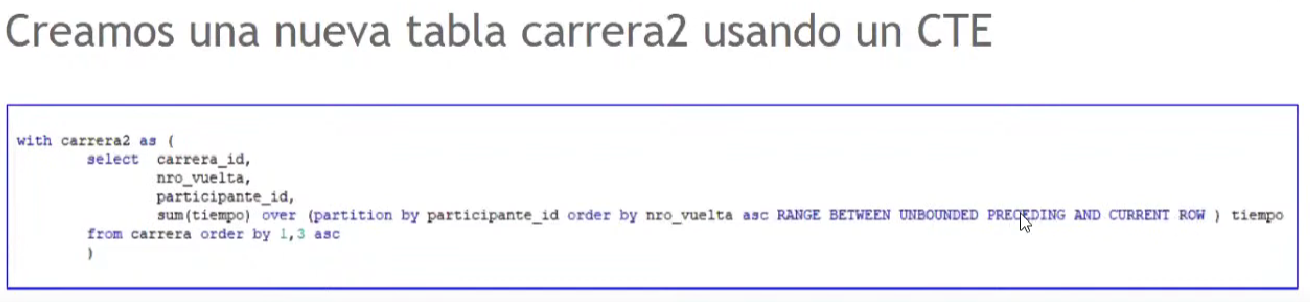 Creamos una nueva tabla carrera2 usando un CTE
with carrera2 as (
select carrera_id,
nro_vuelta,
participante_id,
sum(tiempo) over (partition by participante_id order by nro_vuelta asc RANGE BETWEEN UNBOUNDED PRECEDING AND CURRENT ROW ) tiempo
from carrera order by 1,3 asc
)